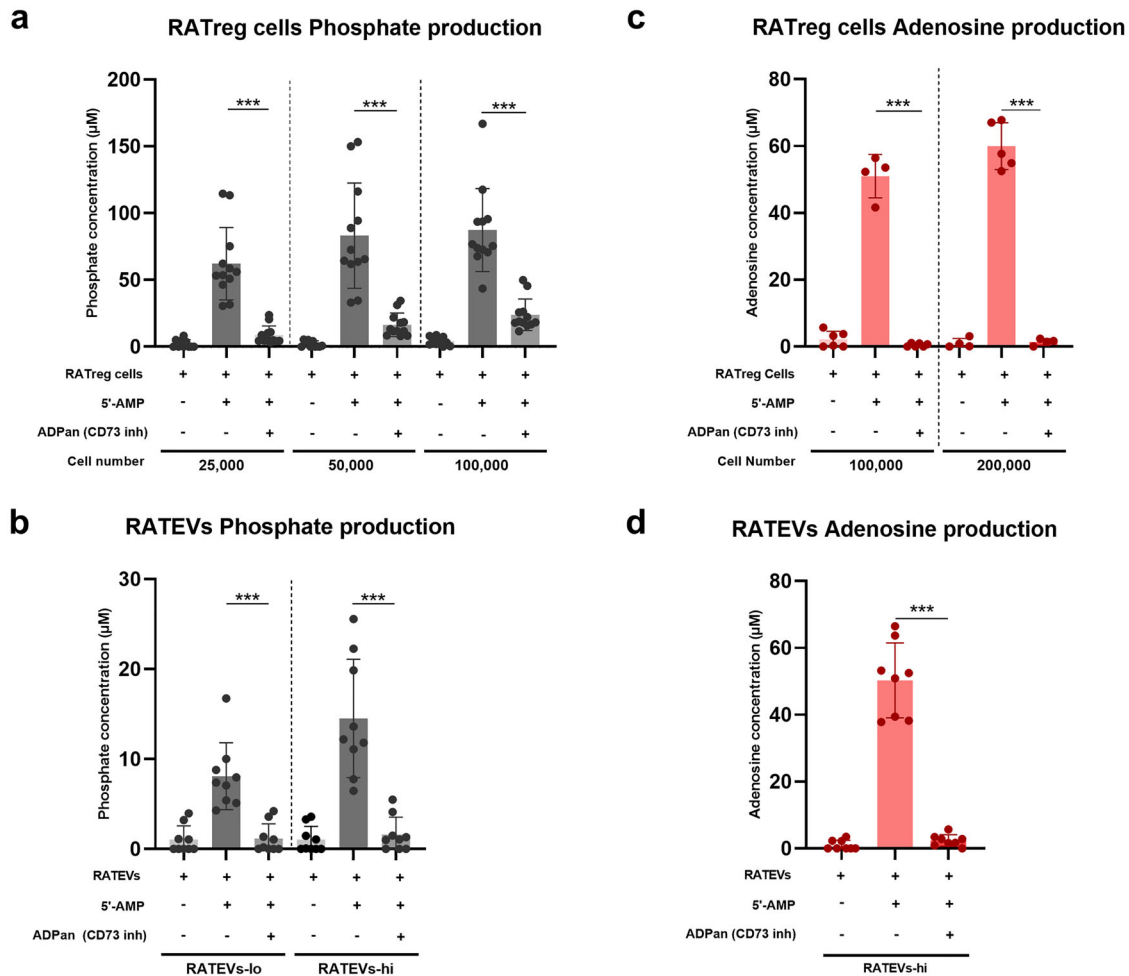 a
RATreg cells Phosphate production
Phosphate concentration (µM)
200
150
100
50
0
*** *** ***
RATreg cells + + + + + + + + +
5'-AMP - + + - + + - + +
ADPan (CD73 inh) - - + - - + - - +
Cell number 25,000 50,000 100,000
c
RATreg cells Adenosine production
Adenosine concentration (µM)
80
60
40
20
0
*** ***
RATreg Cells + + + + + +
5'-AMP - + + - + +
ADPan (CD73 inh) - - + - - +
Cell Number 100,000 200,000
b
RATEVs Phosphate production
Phosphate concentration (µM)
30
20
10
0
*** ***
RATEVs + + + + + +
5'-AMP - + + - + +
ADPan (CD73 inh) - - + - - +
RATEVs-lo RATEVs-hi
d
RATEVs Adenosine production
Adenosine concentration (µM)
80
60
40
20
0
***
RATEVs + + +
5'-AMP - + +
ADPan (CD73 inh) - - +
RATEVs-hi